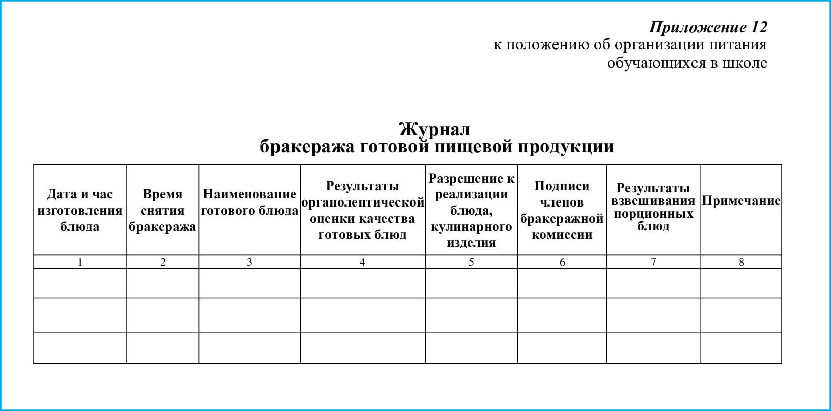 Приложение 12
к положению об организации питания
обучающихся в школе
Журнал
бракеража готовой пищевой продукции
Дата и час
изготовления
блюда
Время
снятия
бракеража
Наименование
готового блюда
Результаты
органолептической
оценки качества
готовых блюд
Разрешение к
реализации
блюда,
кулинарного
изделия
Подписи
членов
бракеражной
комиссии
Результаты
взвешивания
порционных
блюд
Примечание
1 2 3 4 5 6 7 8